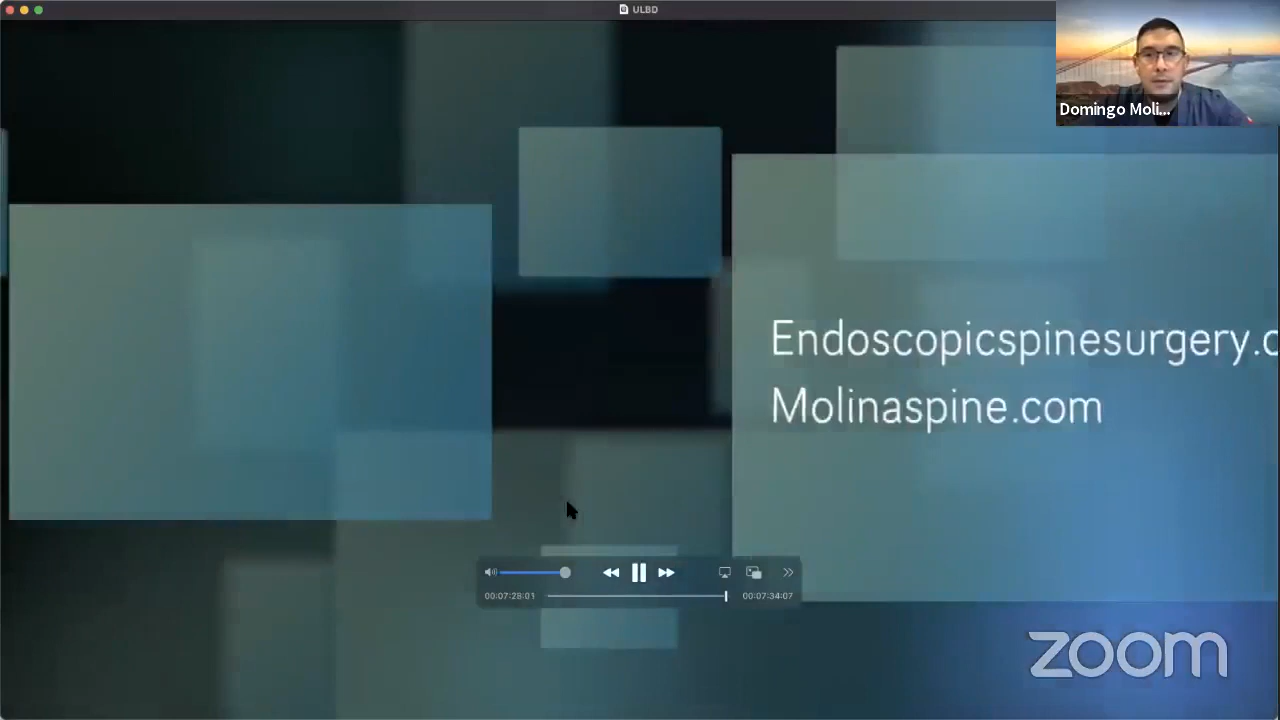 ULBD
Domingo Moli...
Endoscopicspinesurgery.c
Molinaspine.com
00:07:28:01
00:07:34:07
zoom